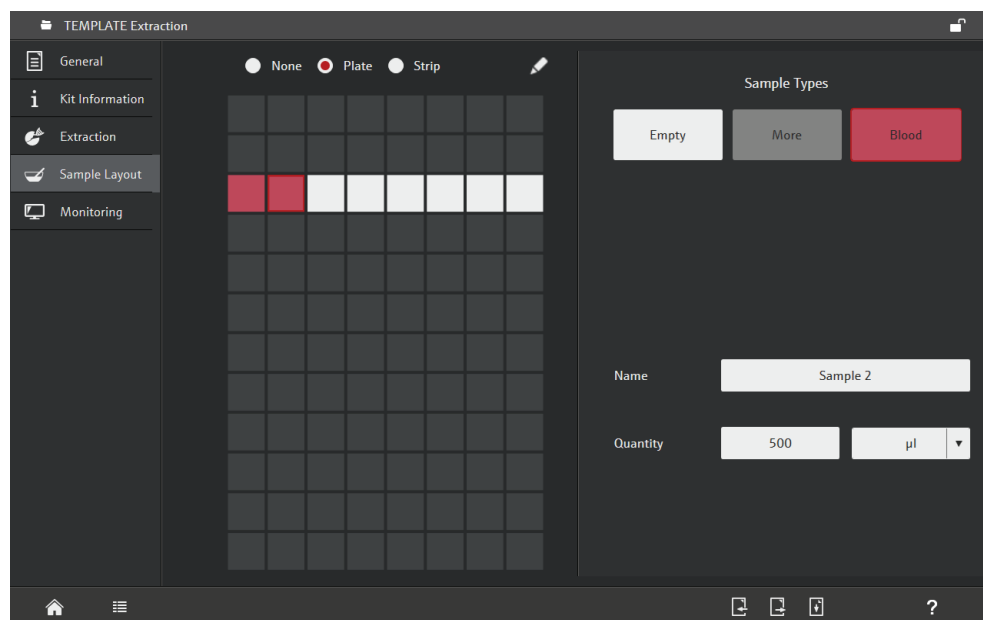 TEMPLATE Extraction
General
Kit Information
Extraction
Sample Layout
Monitoring
None Plate Strip
Sample Types
Empty More Blood
Name Sample 2
Quantity 500 µl
?